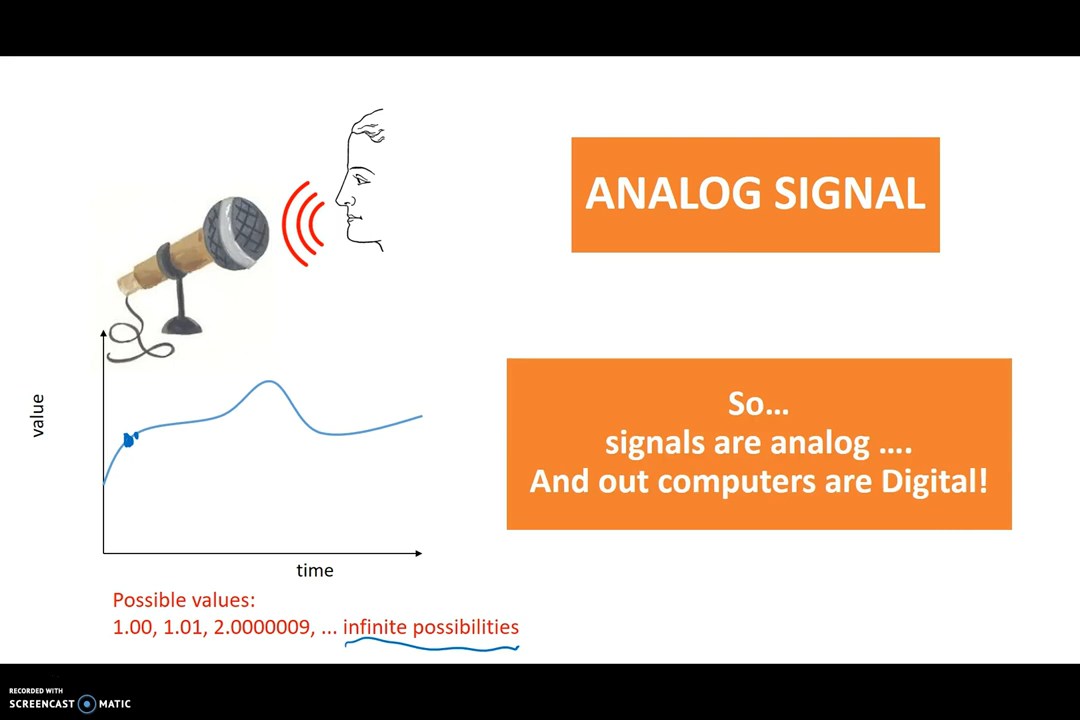 ANALOG SIGNAL
value
time
So...
signals are analog ....
And out computers are Digital!
Possible values:
1.00, 1.01, 2.0000009, ... infinite possibilities
RECORDED WITH
SCREENCAST MATIC